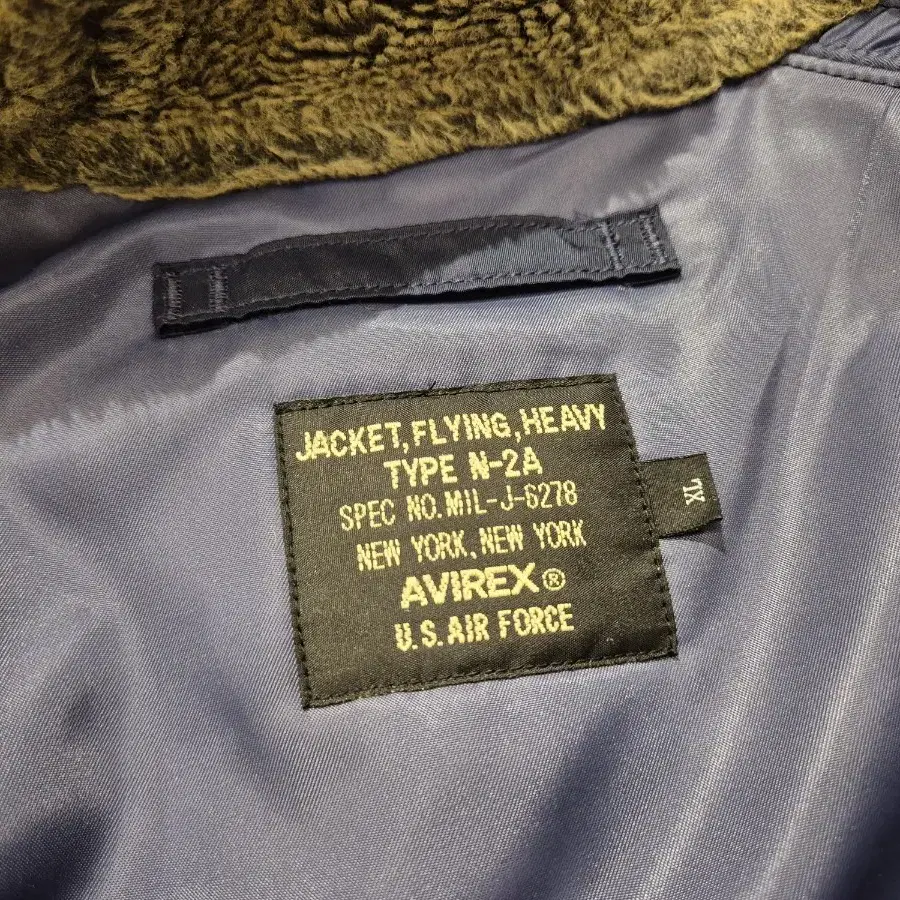 JACKET, FLYING, HEAVY
TYPE N-2A
SPEC NO. MIL-J-6278
NEW YORK, NEW YORK
AVIREX®
U.S. AIR FORCE
XL